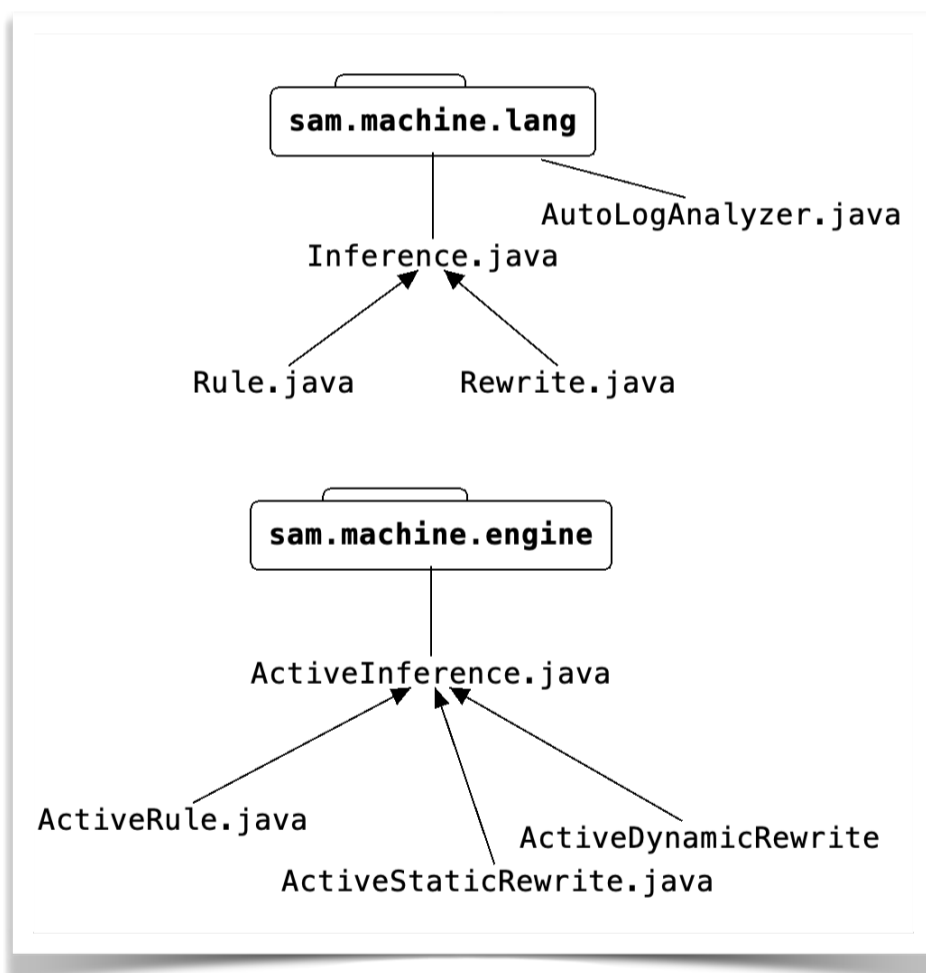 sam.machine.lang
AutoLogAnalyzer.java
Inference.java
Rule.java
Rewrite.java
sam.machine.engine
ActiveInference.java
ActiveRule.java
ActiveDynamicRewrite
ActiveStaticRewrite.java